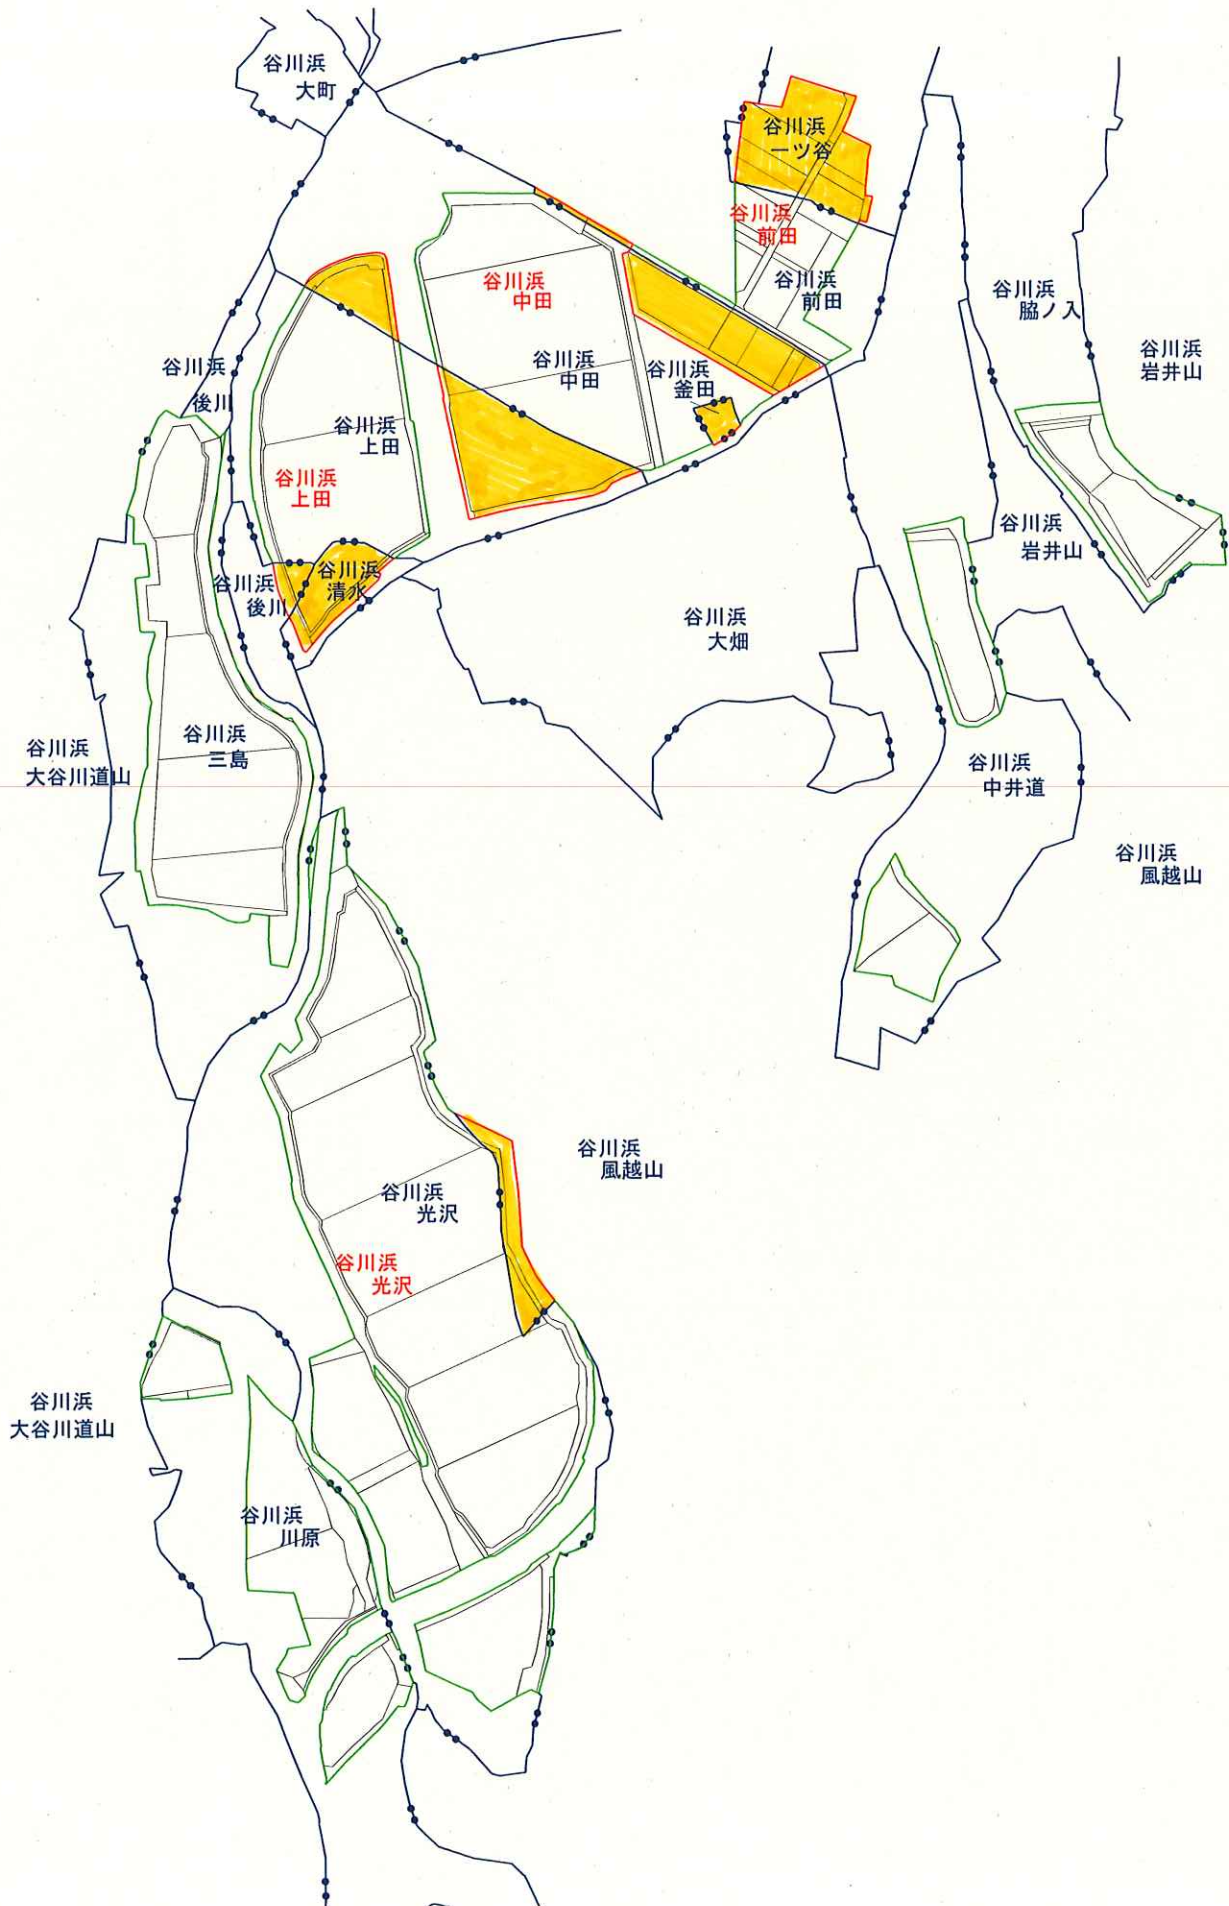 谷川浜
大町
谷川浜
一ツ谷
谷川浜
前田
谷川浜
前田
谷川浜
中田
谷川浜
中田
谷川浜
釜田
谷川浜
脇ノ入
谷川浜
岩井山
谷川浜
後川
谷川浜
上田
谷川浜
上田
谷川浜
岩井山
谷川浜
後川
谷川浜
清水
谷川浜
大畑
谷川浜
三島
谷川浜
大谷川道山
谷川浜
中井道
谷川浜
風越山
谷川浜
風越山
谷川浜
光沢
谷川浜
光沢
谷川浜
大谷川道山
谷川浜
川原